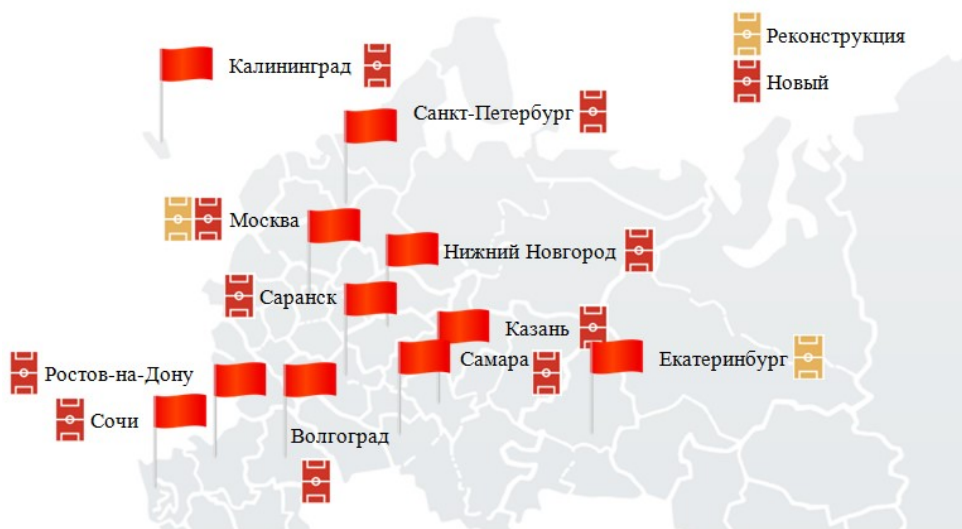 Реконструкция
Новый
Калининград
Санкт-Петербург
Москва
Нижний Новгород
Саранск
Казань
Самара
Екатеринбург
Ростов-на-Дону
Сочи
Волгоград